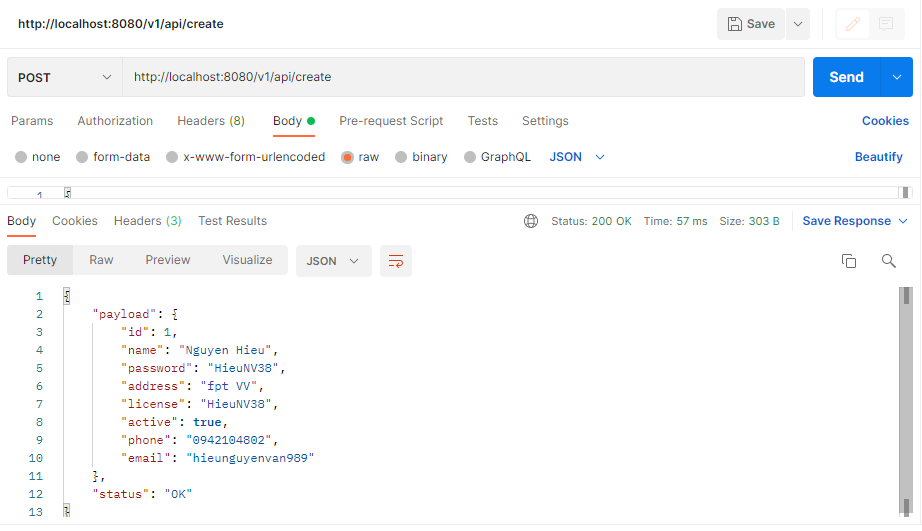 http://localhost:8080/v1/api/create Save
POST http://localhost:8080/v1/api/create Send
Params Authorization Headers (8) Body Pre-request Script Tests Settings Cookies
none form-data x-www-form-urlencoded raw binary GraphQL JSON Beautify
1 {
Body Cookies Headers (3) Test Results Status: 200 OK Time: 57 ms Size: 303 B Save Response
Pretty Raw Preview Visualize JSON
1 {
2 "payload": {
3 "id": 1,
4 "name": "Nguyen Hieu",
5 "password": "HieuNV38",
6 "address": "fpt VV",
7 "license": "HieuNV38",
8 "active": true,
9 "phone": "0942104802",
10 "email": "hieunguyenvan989"
11 },
12 "status": "OK"
13 }